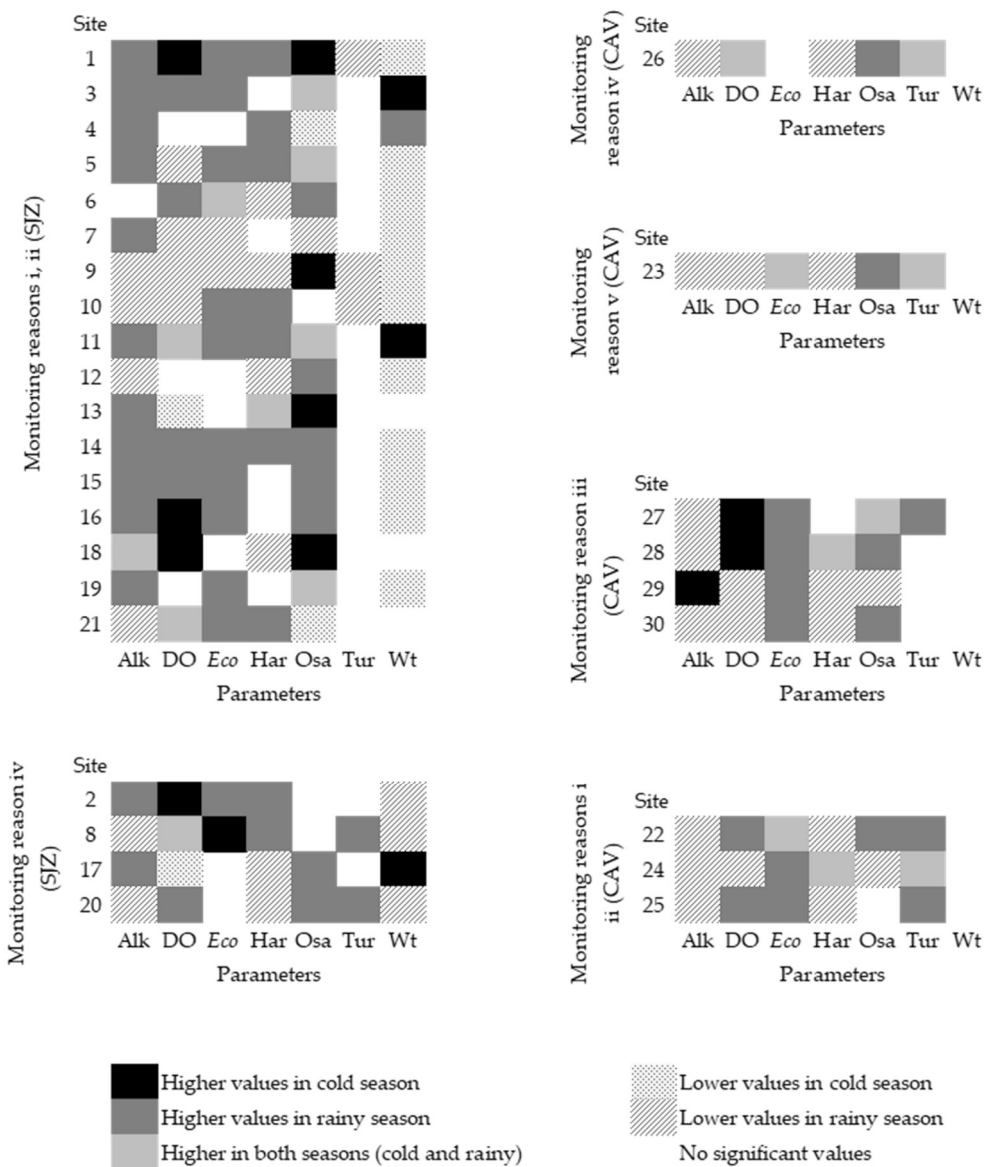 Site
Monitoring reasons i, ii (SJZ)
1
3
4
5
6
7
9
10
11
12
13
14
15
16
18
19
21
Alk DO Eco Har Osa Tur Wt
Parameters
Site
Monitoring reason iv
(SJZ)
2
8
17
20
Alk DO Eco Har Osa Tur Wt
Parameters
Monitoring
reason iv (CAV)
Site
26
Alk DO Eco Har Osa Tur Wt
Parameters
Monitoring
reason v (CAV)
Site
23
Alk DO Eco Har Osa Tur Wt
Parameters
Monitoring reason iii
(CAV)
Site
27
28
29
30
Alk DO Eco Har Osa Tur Wt
Parameters
Monitoring reasons i
ii (CAV)
Site
22
24
25
Alk DO Eco Har Osa Tur Wt
Parameters
Higher values in cold season
Higher values in rainy season
Higher in both seasons (cold and rainy)
Lower values in cold season
Lower values in rainy season
No significant values